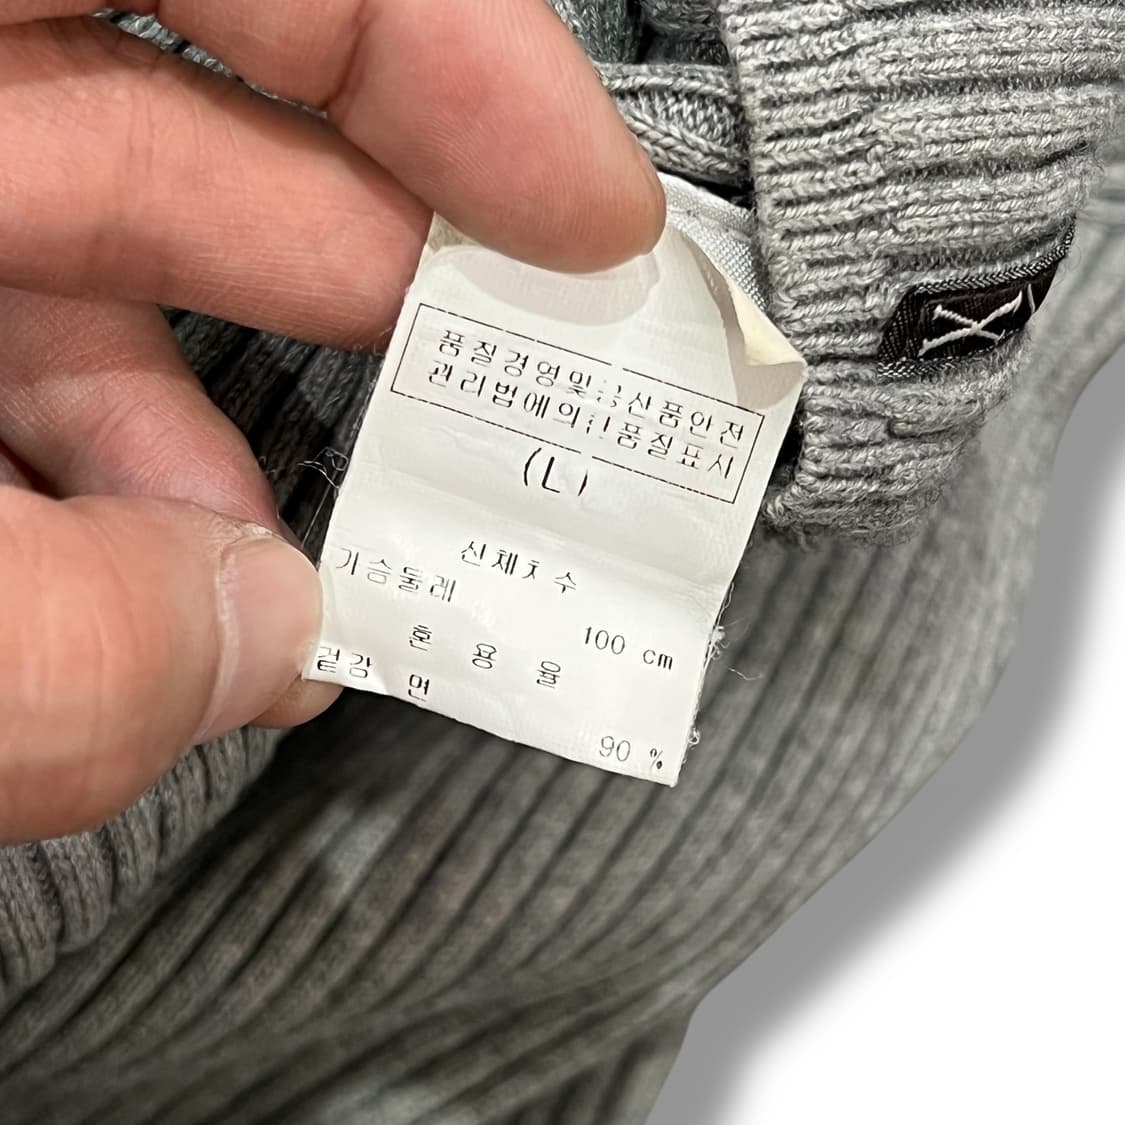 품질경영및공산품안전
관리법에의한품질표시
(L)
신체치수
가슴둘레
100 cm
혼용율
겉감 면
90 %